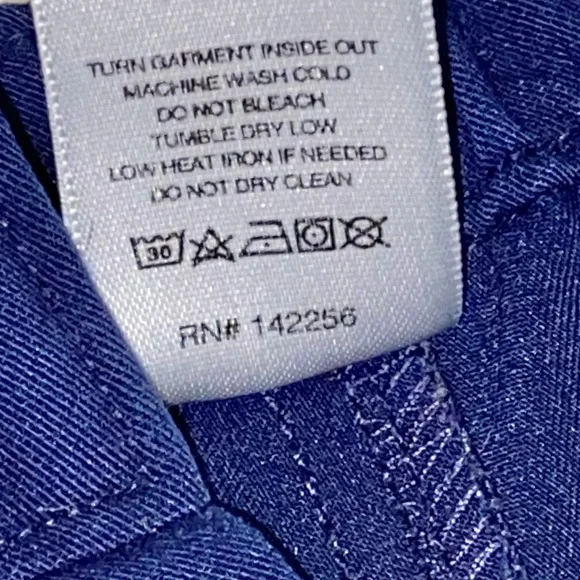 TURN GARMENT INSIDE OUT
MACHINE WASH COLD
DO NOT BLEACH
TUMBLE DRY LOW
LOW HEAT IRON IF NEEDED
DO NOT DRY CLEAN
30
RN# 142256